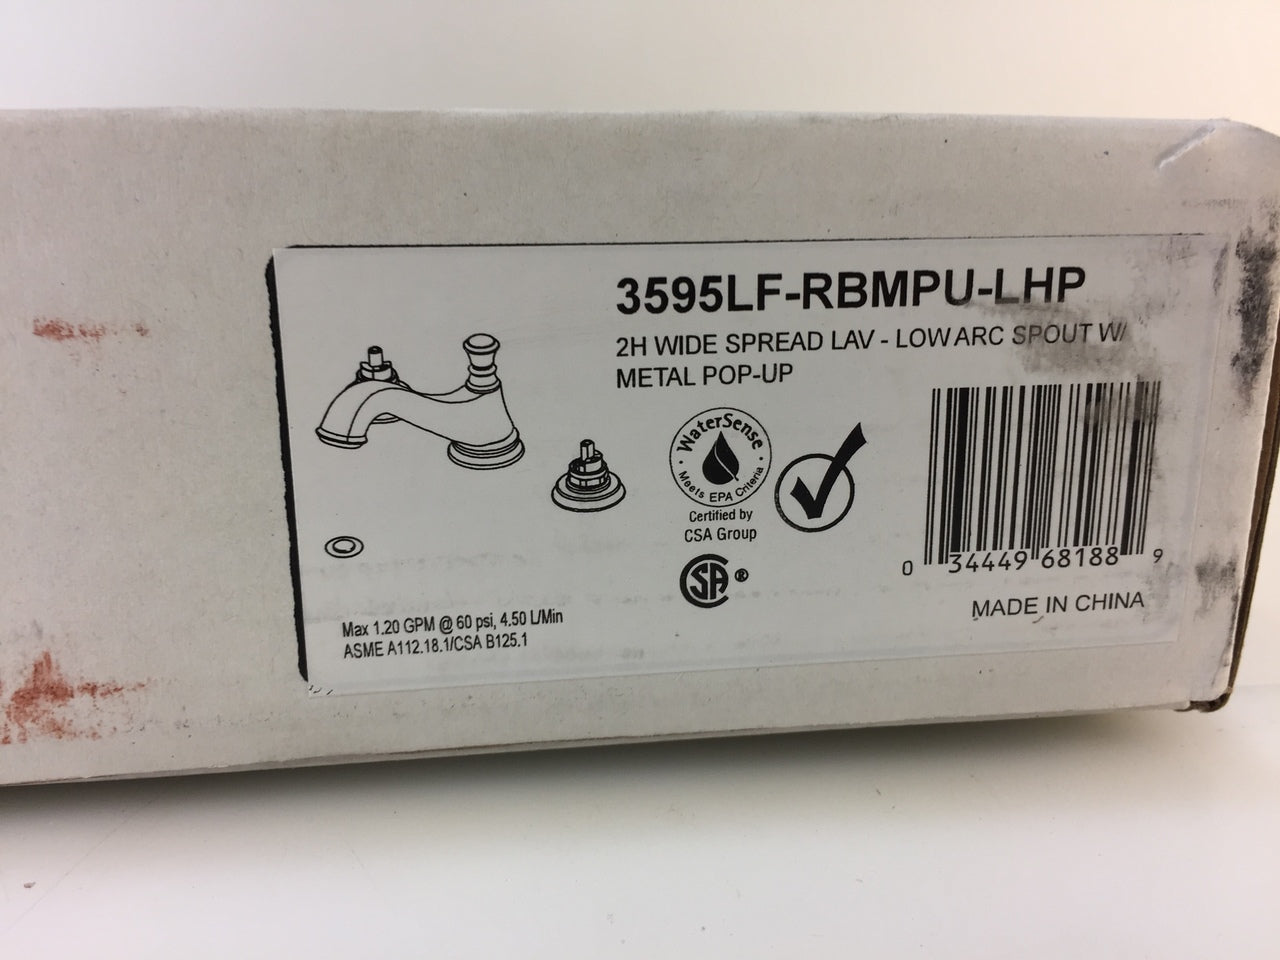 3595LF-RBMPU-LHP
2H WIDE SPREAD LAV - LOW ARC SPOUT W/
METAL POP-UP
WaterSense
Meets EPA Criteria
Certified by
CSA Group
CSA ®
0 34449 68188 9
MADE IN CHINA
Max 1.20 GPM @ 60 psi, 4.50 L/Min
ASME A112.18.1/CSA B125.1